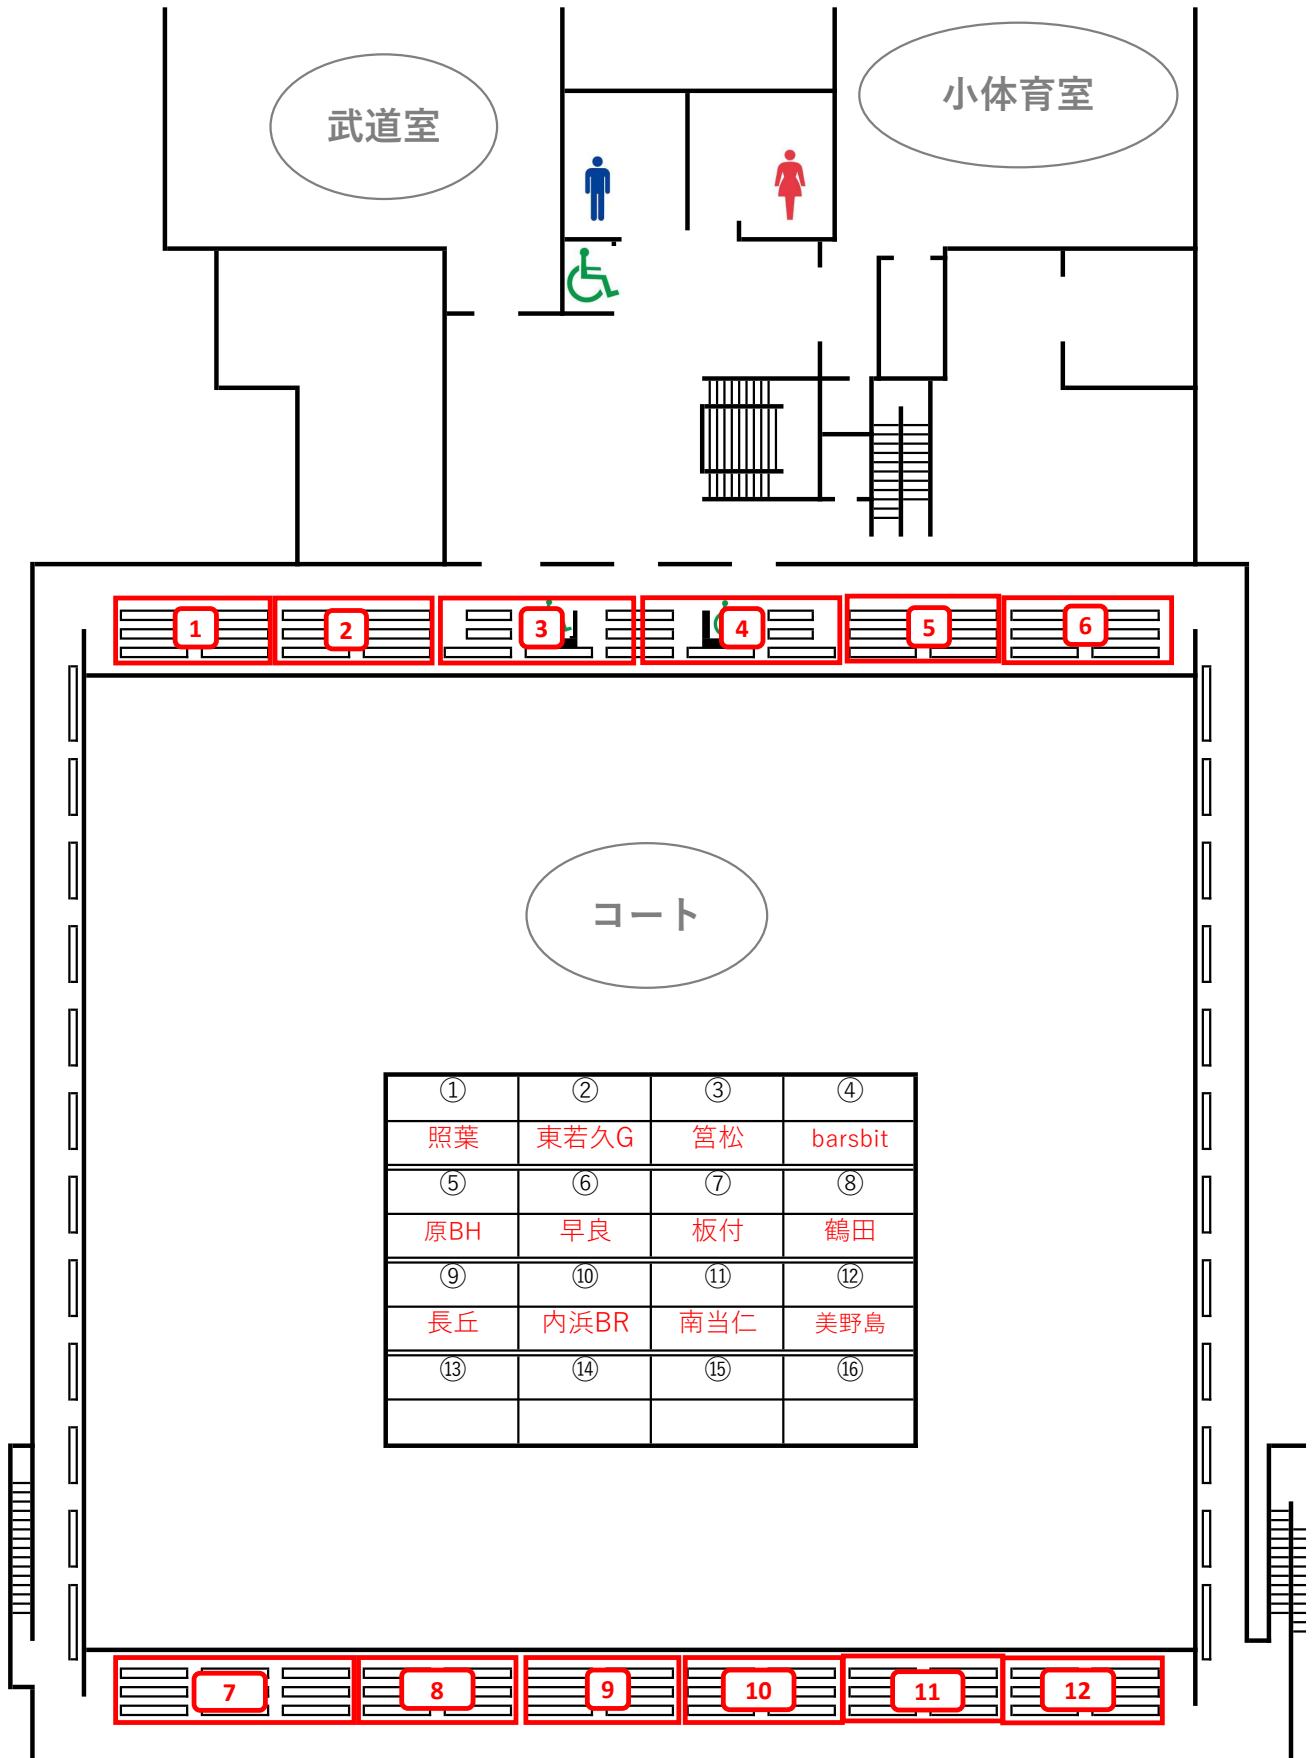 武道室
小体育室
1 2 3 4 5 6
コート
① ② ③ ④
照葉 東若久G 筥松 barsbit
⑤ ⑥ ⑦ ⑧
原BH 早良 板付 鶴田
⑨ ⑩ ⑪ ⑫
長丘 内浜BR 南当仁 美野島
⑬ ⑭ ⑮ ⑯
7 8 9 10 11 12